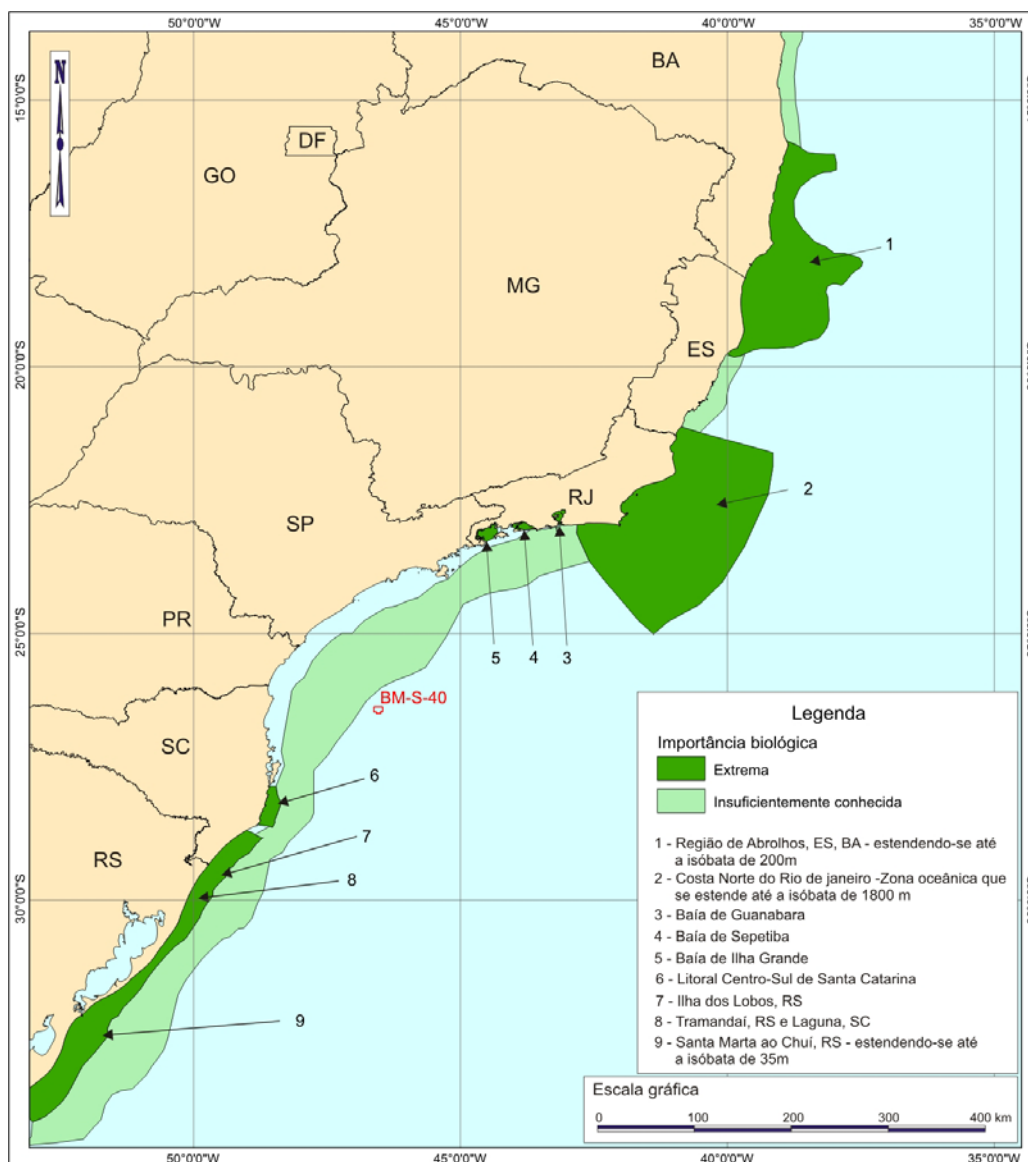 50°0'0"W 45°0'0"W 40°0'0"W 35°0'0"W
N
BA
15°0'0"S
DF
GO
1
MG
ES
20°0'0"S
RJ
2
SP
PR
25°0'0"S
5 4 3
BM-S-40
SC
6
7
RS
8
30°0'0"S
9
Legenda
Importância biológica
Extrema
Insuficientemente conhecida
1 - Região de Abrolhos, ES, BA - estendendo-se até
a isóbata de 200m
2 - Costa Norte do Rio de janeiro -Zona oceânica que
se estende até a isóbata de 1800 m
3 - Baía de Guanabara
4 - Baía de Sepetiba
5 - Baía de Ilha Grande
6 - Litoral Centro-Sul de Santa Catarina
7 - Ilha dos Lobos, RS
8 - Tramandaí, RS e Laguna, SC
9 - Santa Marta ao Chuí, RS - estendendo-se até
a isóbata de 35m
Escala gráfica
0 100 200 300 400 km
50°0'0"W 45°0'0"W 40°0'0"W 35°0'0"W